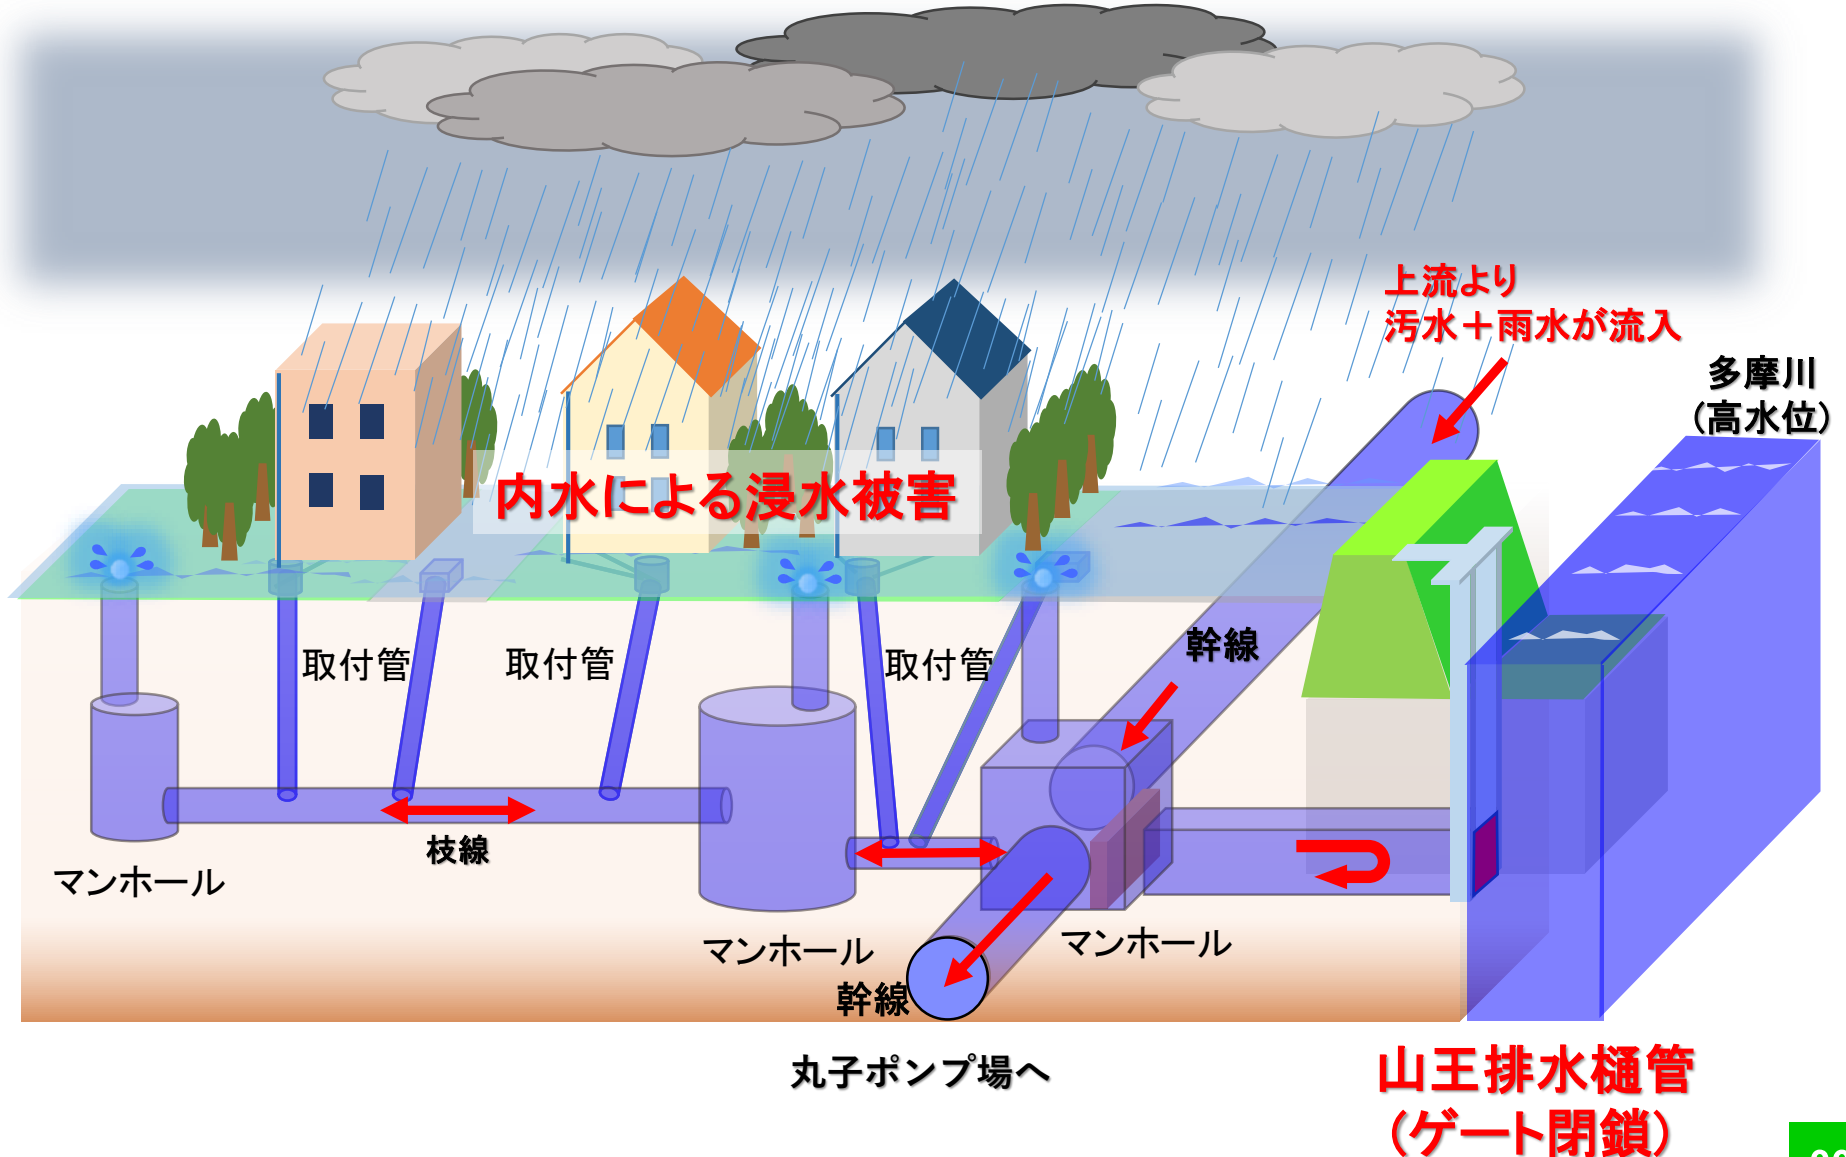 上流より
汚水＋雨水が流入
多摩川
（高水位）
内水による浸水被害
取付管
取付管
取付管
幹線
枝線
マンホール
マンホール
マンホール
幹線
丸子ポンプ場へ
山王排水樋管
（ゲート閉鎖）